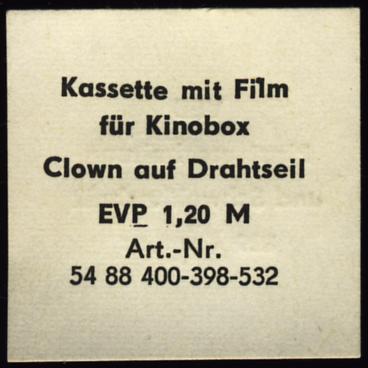 Kassette mit Film
für Kinobox
Clown auf Drahtseil
EVP 1,20 M
Art.-Nr.
54 88 400-398-532